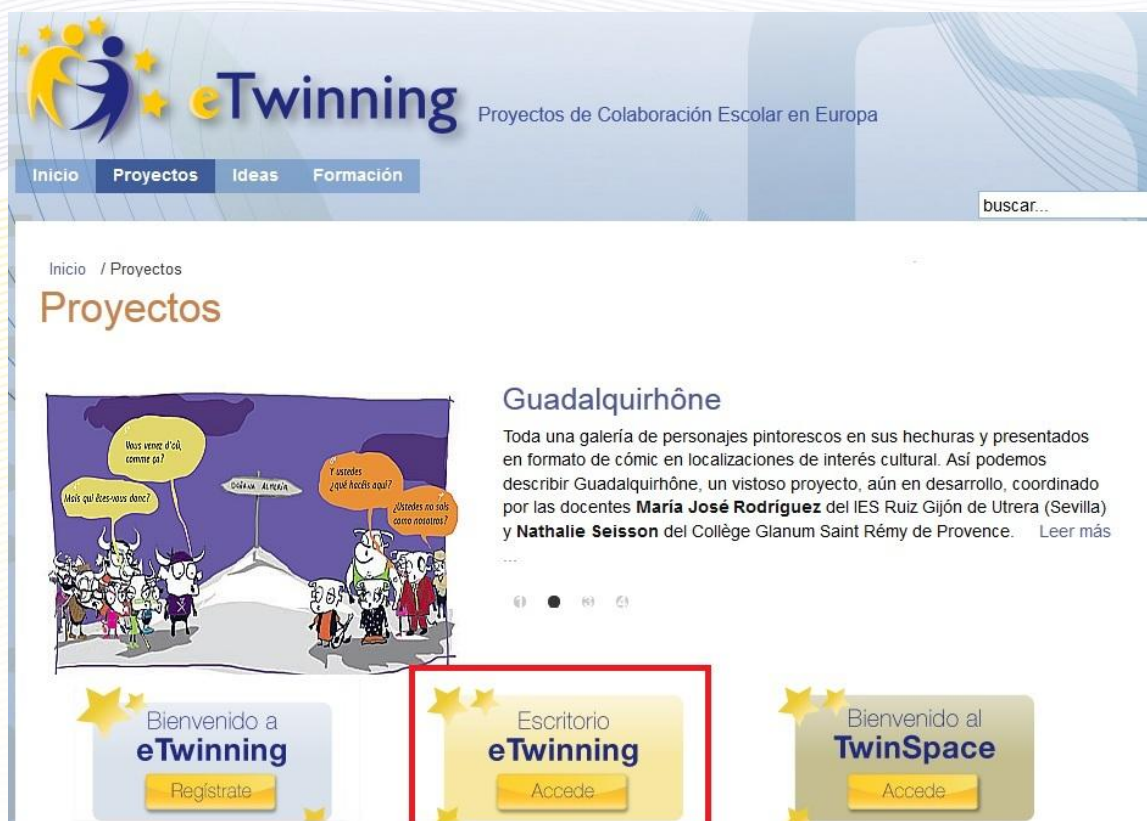 eTwinning
Proyectos de Colaboración Escolar en Europa
Inicio Proyectos Ideas Formación
buscar...
Inicio / Proyectos
Proyectos
Vous venez d'où,
comme ça?
Mais qui êtes-vous donc?
DOÑANA ALMERÍA
Y ustedes
¿qué hacéis aquí?
¿Ustedes no sois
como nosotros?
Guadalquirhône
Toda una galería de personajes pintorescos en sus hechuras y presentados
en formato de cómic en localizaciones de interés cultural. Así podemos
describir Guadalquirhône, un vistoso proyecto, aún en desarrollo, coordinado
por las docentes María José Rodríguez del IES Ruiz Gijón de Utrera (Sevilla)
y Nathalie Seisson del Collège Glanum Saint Rémy de Provence. Leer más
...
1 3 4
Bienvenido a
eTwinning
Regístrate
Escritorio
eTwinning
Accede
Bienvenido al
TwinSpace
Accede